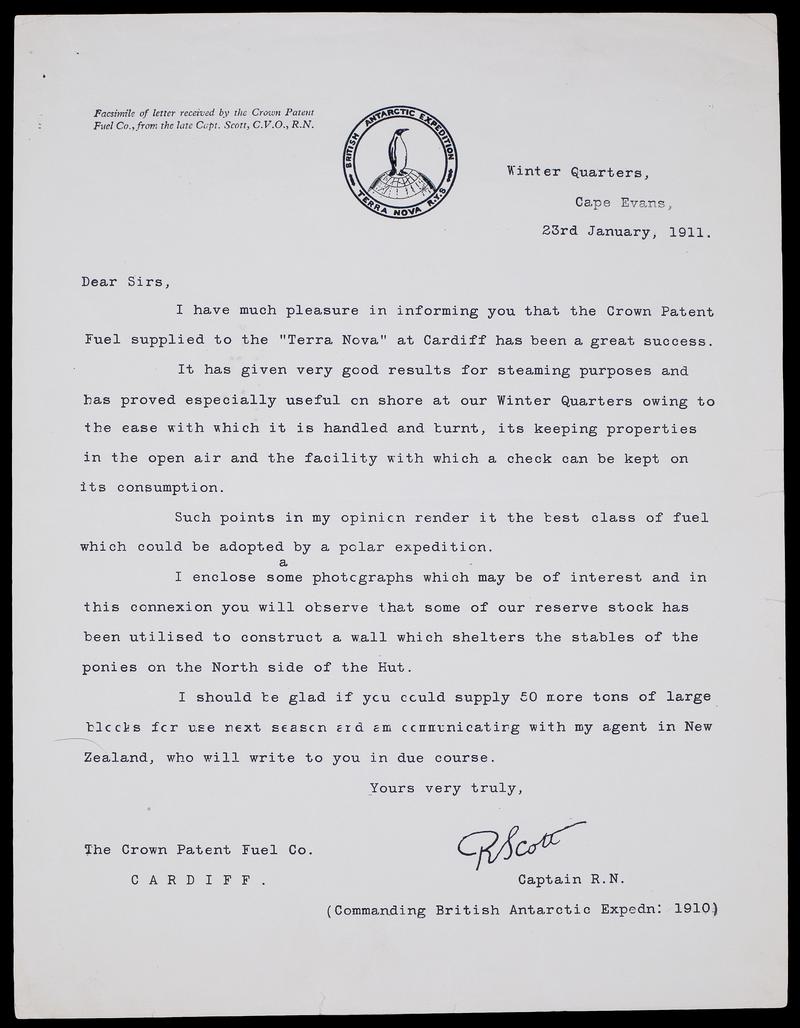 Facsimile of letter received by the Crown Patent
Fuel Co., from the late Capt. Scott, C.V.O., R.N.
BRITISH ANTARCTIC EXPEDITION
TERRA NOVA R.Y.S
Winter Quarters,
Cape Evans,
23rd January, 1911.
Dear Sirs,
I have much pleasure in informing you that the Crown Patent
Fuel supplied to the "Terra Nova" at Cardiff has been a great success.
It has given very good results for steaming purposes and
has proved especially useful on shore at our Winter Quarters owing to
the ease with which it is handled and burnt, its keeping properties
in the open air and the facility with which a check can be kept on
its consumption.
Such points in my opinion render it the best class of fuel
which could be adopted by a polar expedition.
a
I enclose some photographs which may be of interest and in
this connexion you will observe that some of our reserve stock has
been utilised to construct a wall which shelters the stables of the
ponies on the North side of the Hut.
I should be glad if you could supply 50 more tons of large
blocks for use next season and am communicating with my agent in New
Zealand, who will write to you in due course.
Yours very truly,
The Crown Patent Fuel Co.
CARDIFF.
RScott
Captain R.N.
(Commanding British Antarctic Expedn: 1910)